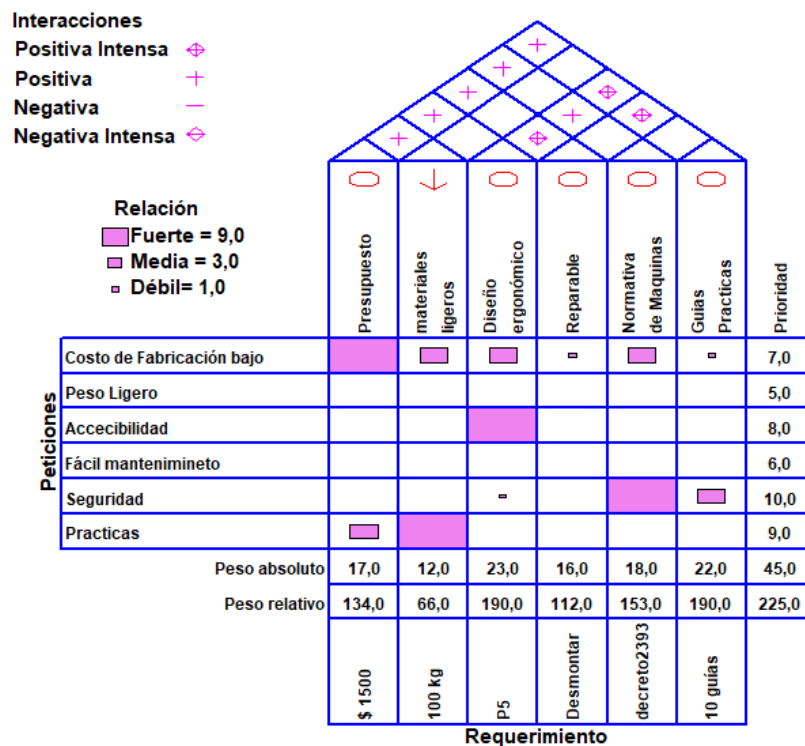 Interacciones
Positiva Intensa
Positiva
Negativa
Negativa Intensa
Relación
Fuerte = 9,0
Media = 3,0
Débil= 1,0
Presupuesto
materiales
ligeros
Diseño
ergonómico
Reparable
Normativa
de Maquinas
Guias
Practicas
Prioridad
Peticiones
Costo de Fabricación bajo 7,0
Peso Ligero 5,0
Accecibilidad 8,0
Fácil mantenimineto 6,0
Seguridad 10,0
Practicas 9,0
Peso absoluto 17,0 12,0 23,0 16,0 18,0 22,0 45,0
Peso relativo 134,0 66,0 190,0 112,0 153,0 190,0 225,0
$ 1500
100 kg
P5
Desmontar
decreto2393
10 guías
Requerimiento